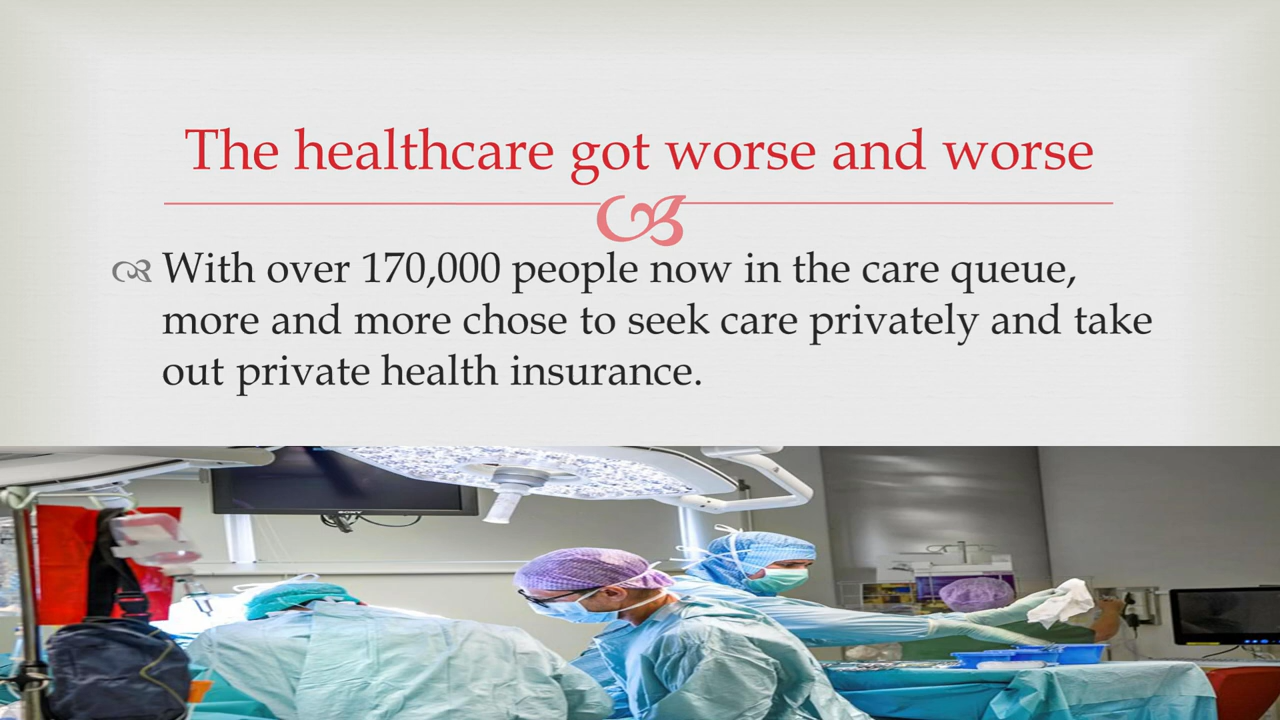 The healthcare got worse and worse
With over 170,000 people now in the care queue,
more and more chose to seek care privately and take
out private health insurance.